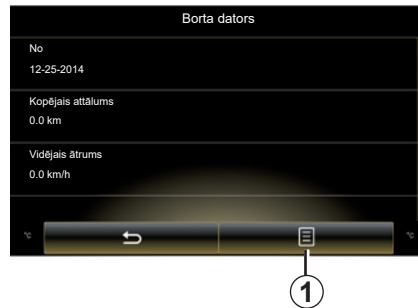 Borta dators
No
12-25-2014
Kopējais attālums
0.0 km
Vidējais ātrums
0.0 km/h
°C
°C
1